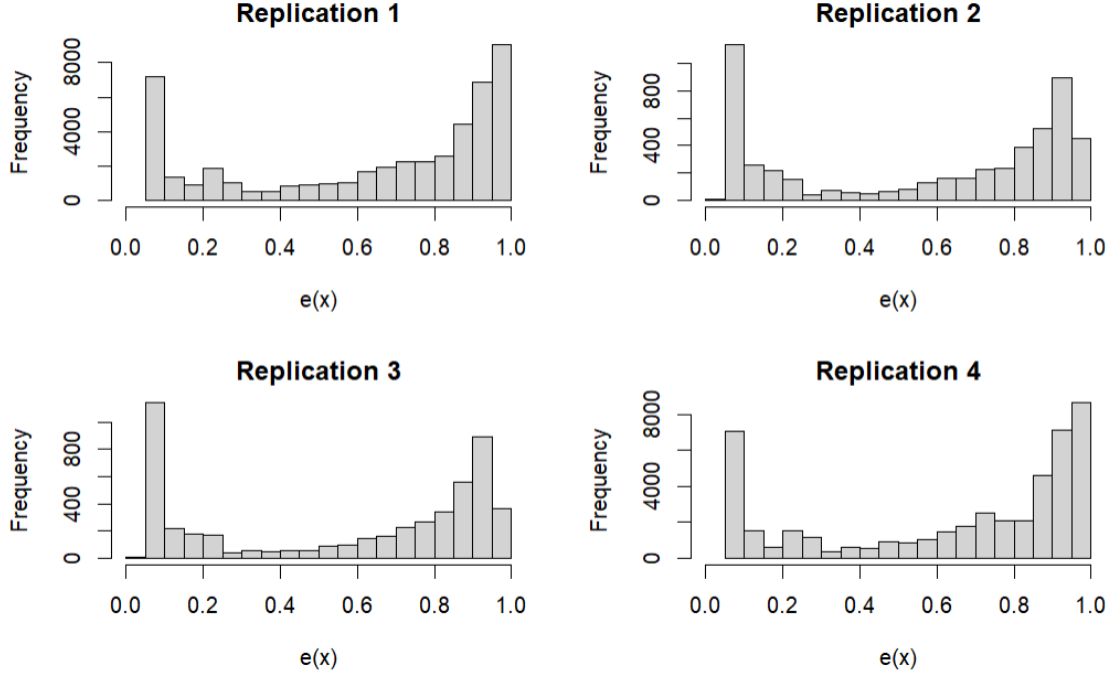 Replication 1
Frequency
8000
4000
0
0.0 0.2 0.4 0.6 0.8 1.0
e(x)
Replication 2
Frequency
800
400
0
0.0 0.2 0.4 0.6 0.8 1.0
e(x)
Replication 3
Frequency
800
400
0
0.0 0.2 0.4 0.6 0.8 1.0
e(x)
Replication 4
Frequency
8000
4000
0
0.0 0.2 0.4 0.6 0.8 1.0
e(x)